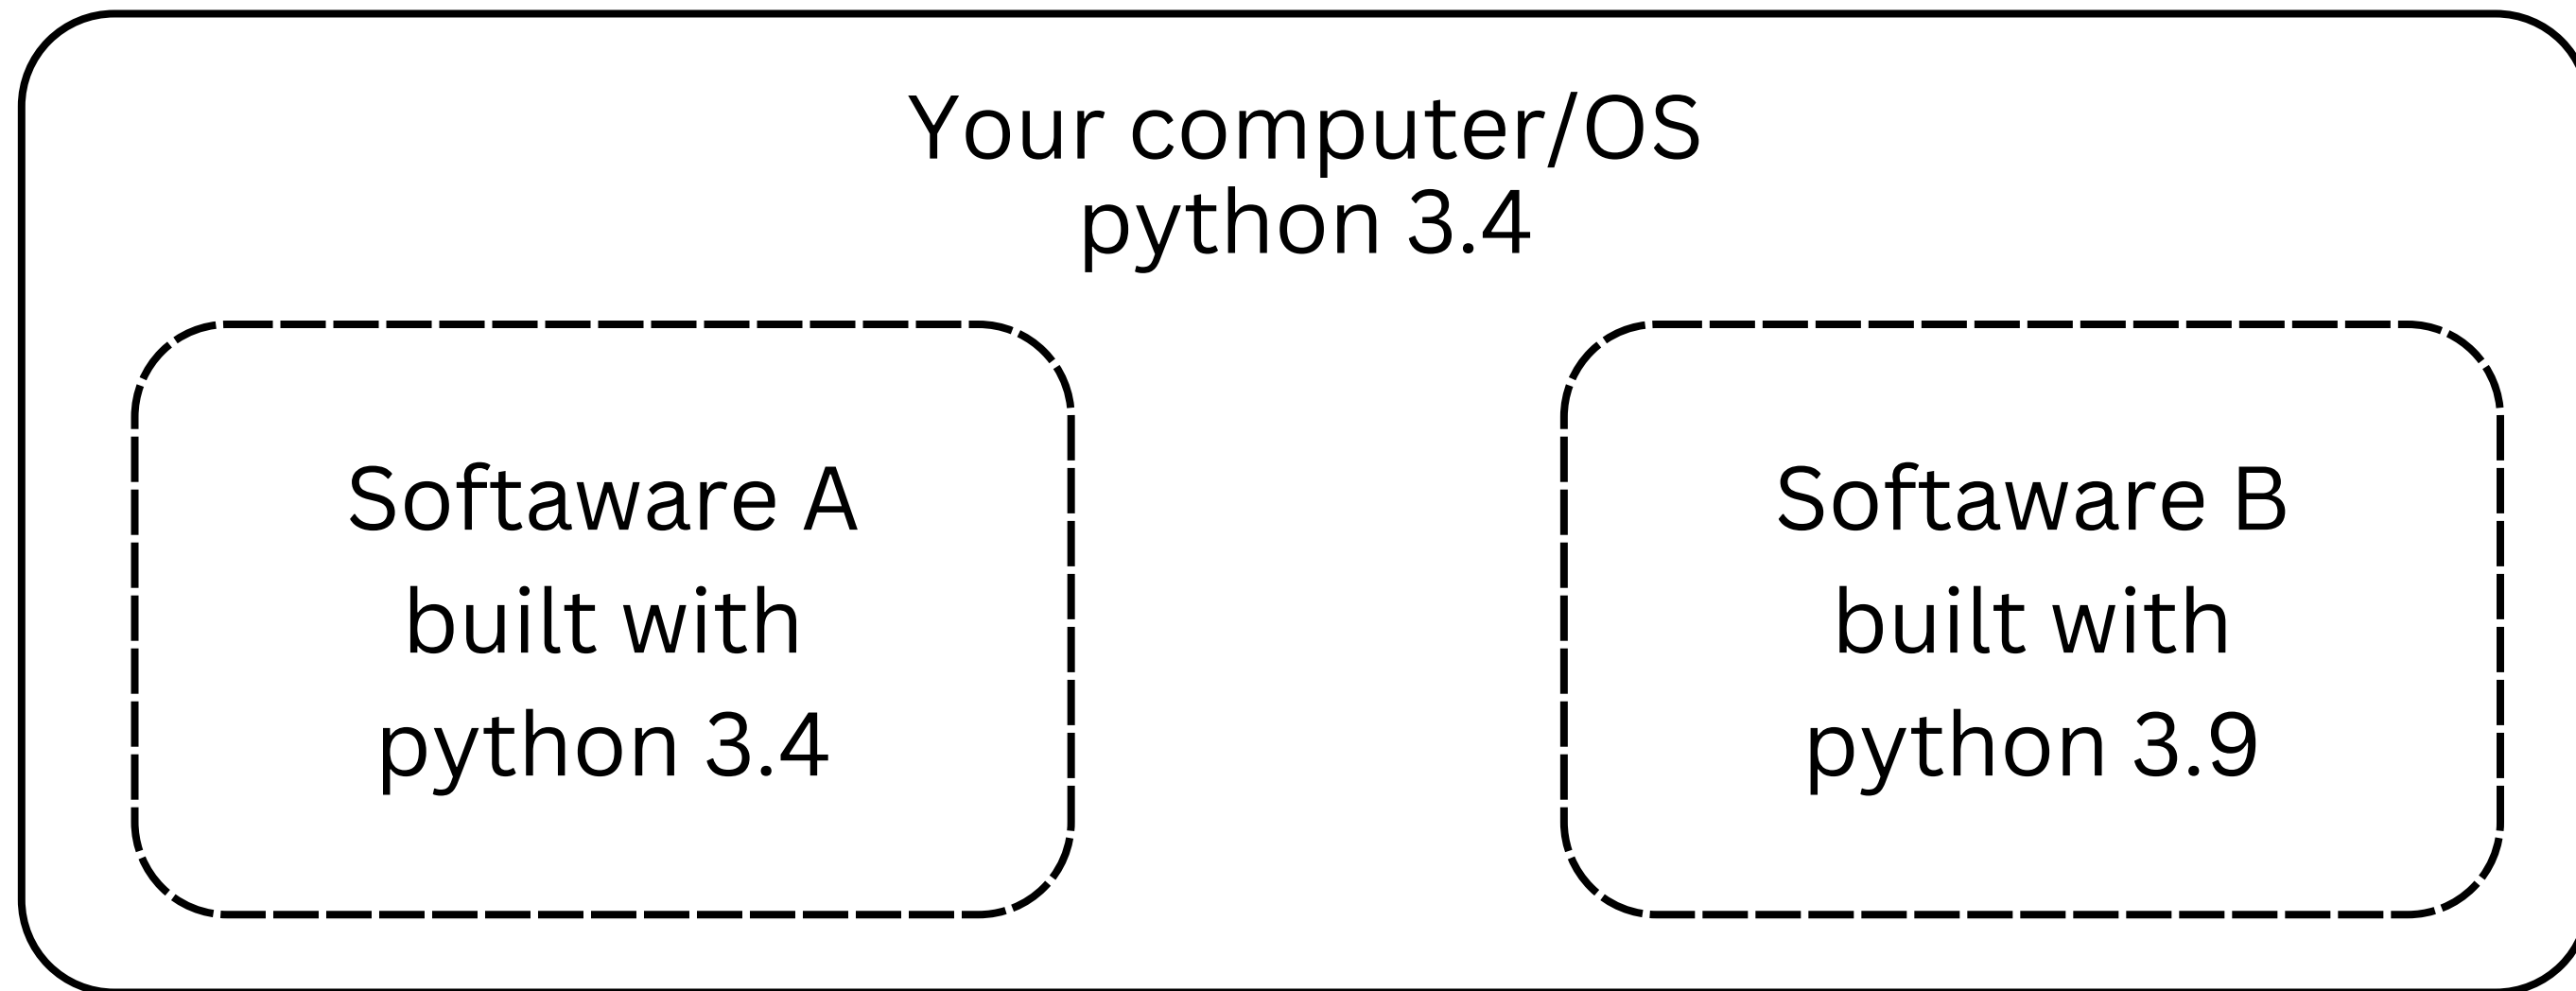 Your computer/OS
python 3.4
Softaware A
built with
python 3.4
Softaware B
built with
python 3.9